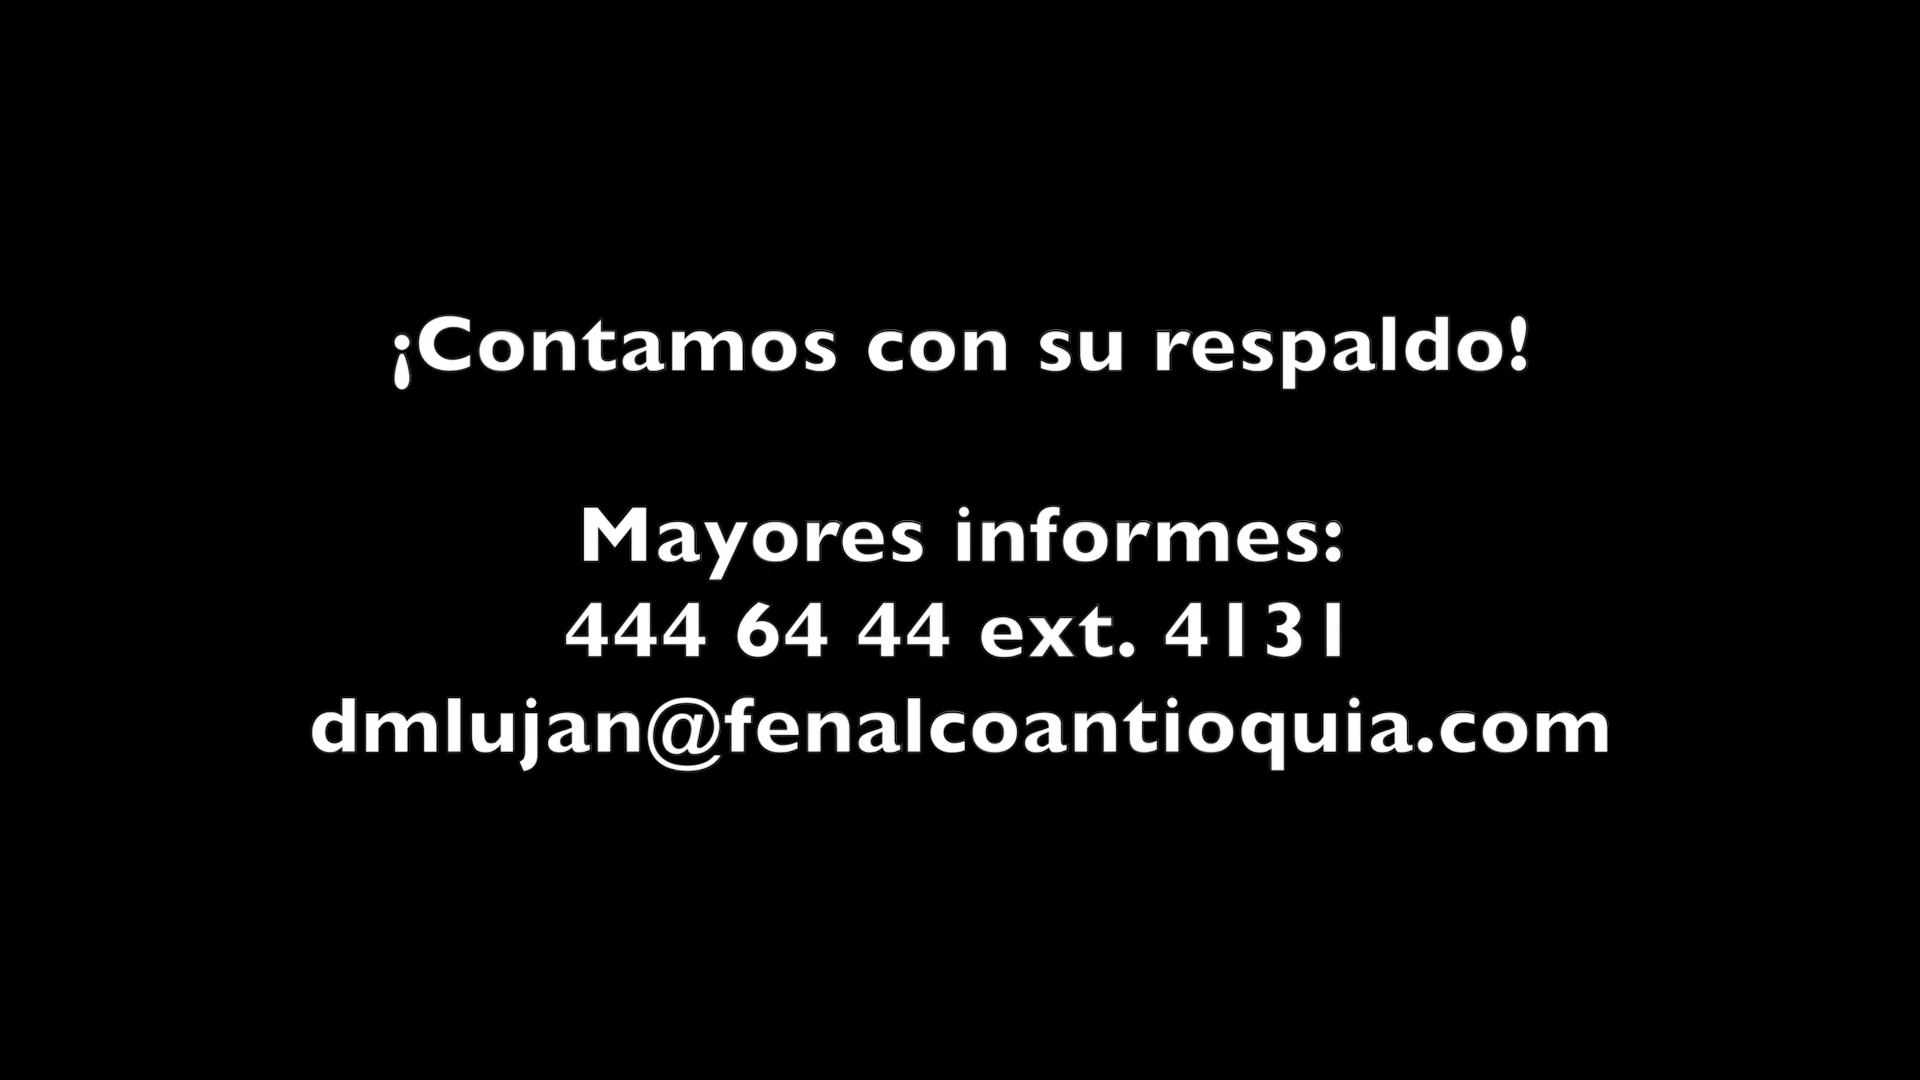 ¡Contamos con su respaldo!
Mayores informes:
444 64 44 ext. 4131
dmlujan@fenalcoantioquia.com